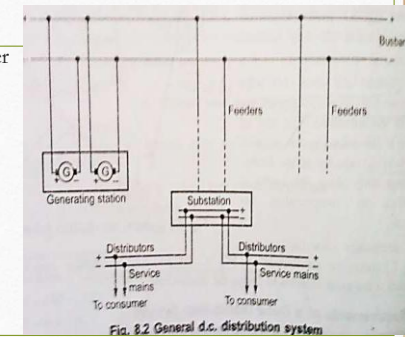 er
+
Busbar
–
Feeders
Feeders
G G
+ – + –
Generating station
Substation
+
–
Distributors
Distributors
+
–
+
–
Service mains
Service mains
To consumer
To consumer
Fig. 8.2 General d.c. distribution system